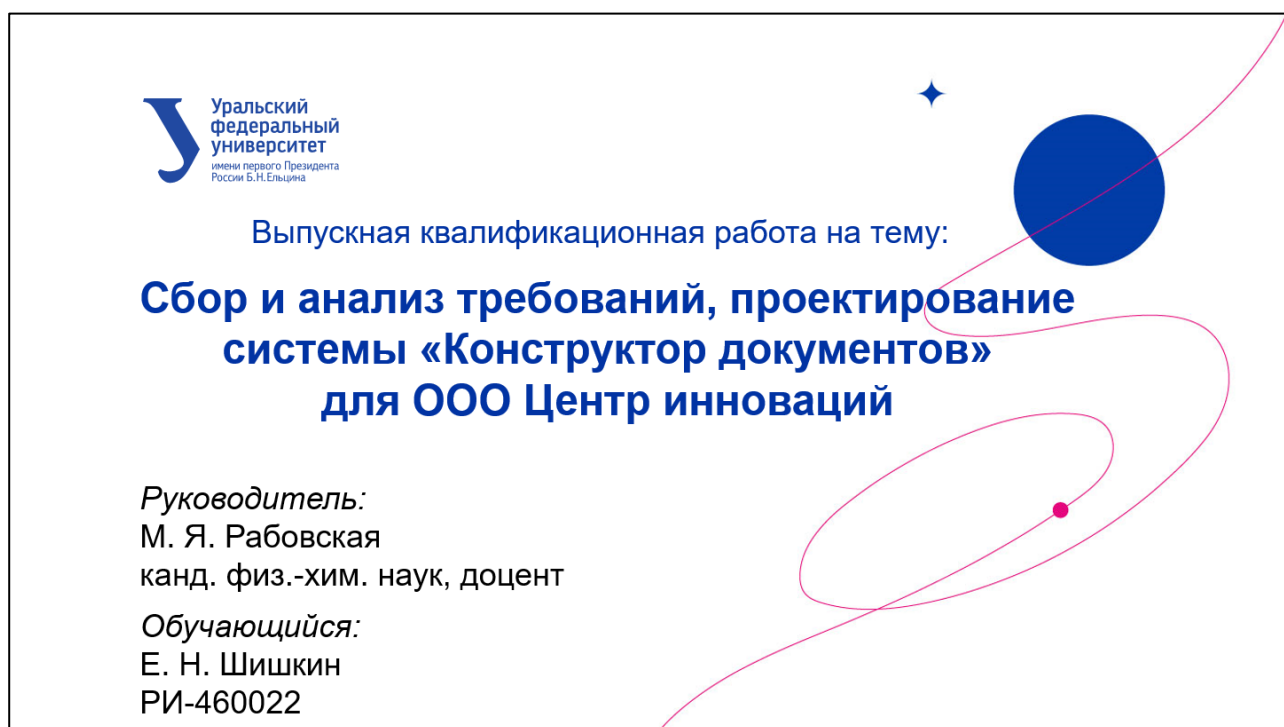 Уральский
федеральный
университет
имени первого Президента
России Б.Н.Ельцина
Выпускная квалификационная работа на тему:
Сбор и анализ требований, проектирование
системы «Конструктор документов»
для ООО Центр инноваций
Руководитель:
М. Я. Рабовская
канд. физ.-хим. наук, доцент
Обучающийся:
Е. Н. Шишкин
РИ-460022